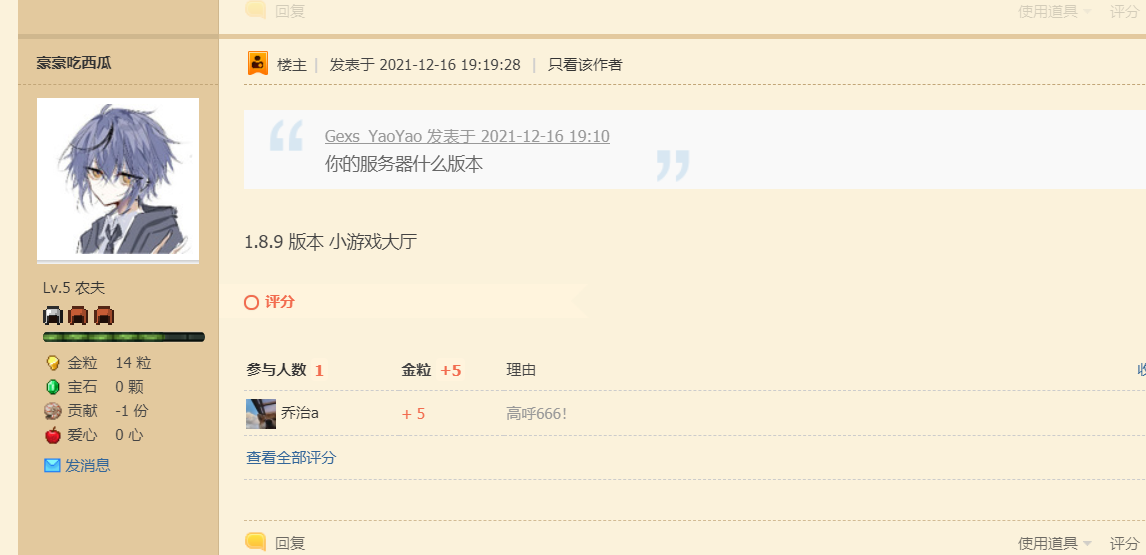 回复
使用道具
评分
豪豪吃西瓜
楼主 | 发表于 2021-12-16 19:19:28 | 只看该作者
Gexs_YaoYao 发表于 2021-12-16 19:10
你的服务器什么版本
1.8.9 版本 小游戏大厅
评分
Lv.5 农夫
金粒 14 粒
宝石 0 颗
贡献 -1 份
爱心 0 心
发消息
参与人数 1
金粒 +5
理由
乔治a
+ 5
高呼666!
查看全部评分
回复
使用道具
评分